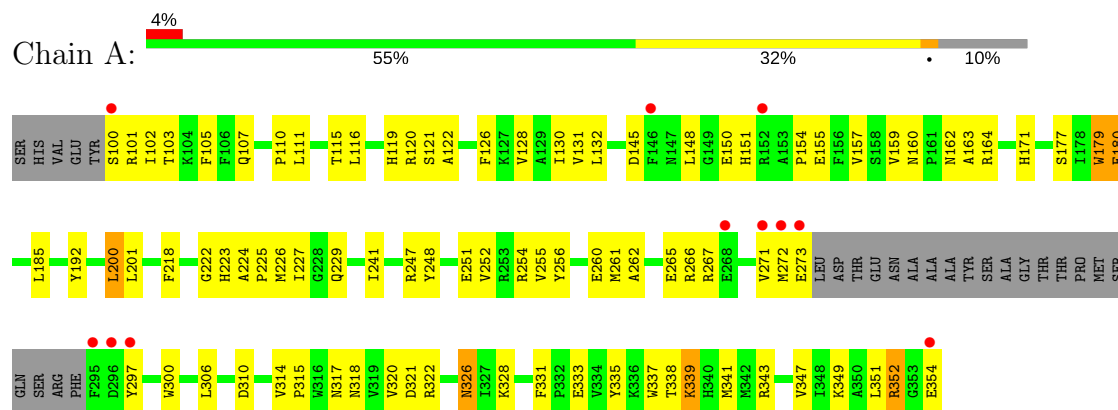 4%
Chain A:
55% 32% • 10%
SER HIS VAL GLU TYR S100 R101 I102 T103 K104 F105 F106 Q107 P110 L111 T115 L116 H119 R120 S121 A122 F126 K127 V128 A129 I130 V131 L132 D145 F146 N147 L148 G149 E150 H151 R152 A153 P154 E155 F156 V157 S158 V159 N160 P161 N162 A163 R164 H171 S177 I178 W179
L185 Y192 L200 L201 F218 G222 H223 A224 P225 M226 I227 G228 Q229 I241 R247 Y248 E251 V252 R253 R254 V255 Y256 E260 M261 A262 E265 R266 R267 E268 V271 M272 E273 LEU ASP THR GLU ASN ALA ALA ALA TYR SER ALA GLY THR THR PRO MET SER
GLN SER ARG PHE F295 D296 Y297 W300 L306 D310 V314 P315 W316 N317 N318 V319 V320 D321 R322 N326 I327 K328 F331 P332 E333 V334 Y335 K336 W337 T338 K339 H340 M341 M342 R343 V347 I348 K349 A350 L351 R352 G353 E354